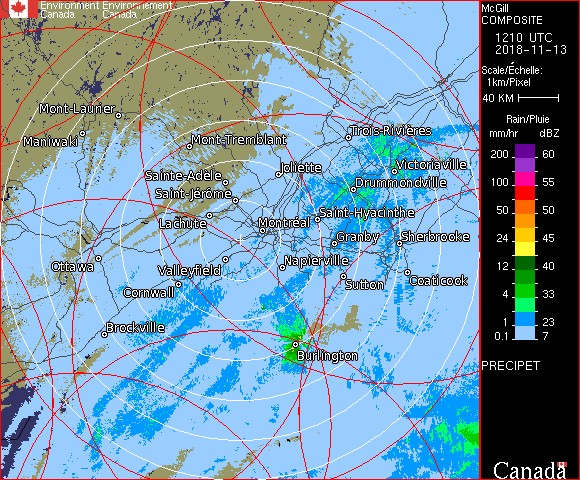 Environment Environnement
Canada Canada
Mont-Laurier
Maniwaki
Mont-Tremblant
Trois-Rivières
Sainte-Adèle
Joliette
Victoriaville
Saint-Jérôme
Drummondville
Lachute
Saint-Hyacinthe
Montréal
Granby
Sherbrooke
Ottawa
Valleyfield
Napierville
Cornwall
Sutton
Coaticook
Brockville
Burlington
McGill
COMPOSITE
1210 UTC
2018-11-13
Scale/Échelle:
1km/Pixel
40 KM
Rain/Pluie
mm/hr dBZ
200 60
100 55
50 50
24 45
12 40
4 33
1 23
0.1 7
PRECIPET
Canada